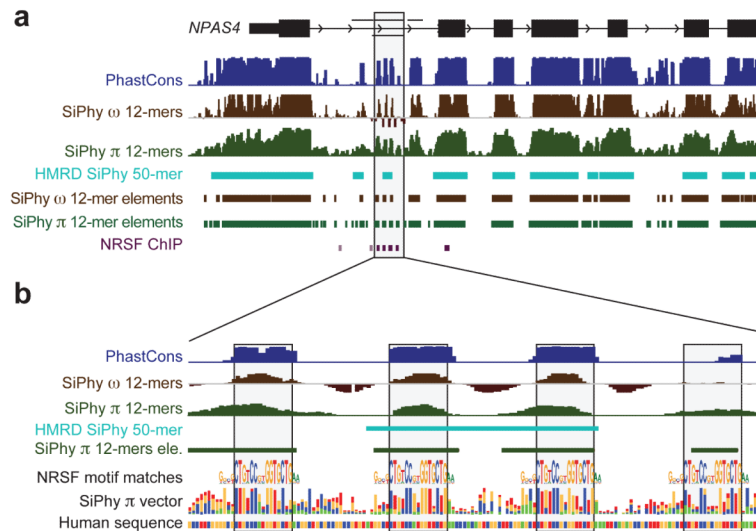 a
NPAS4
PhastCons
SiPhy ω 12-mers
SiPhy π 12-mers
HMRD SiPhy 50-mer
SiPhy ω 12-mer elements
SiPhy π 12-mer elements
NRSF ChIP
b
PhastCons
SiPhy ω 12-mers
SiPhy π 12-mers
HMRD SiPhy 50-mer
SiPhy π 12-mers ele.
NRSF motif matches
SiPhy π vector
Human sequence